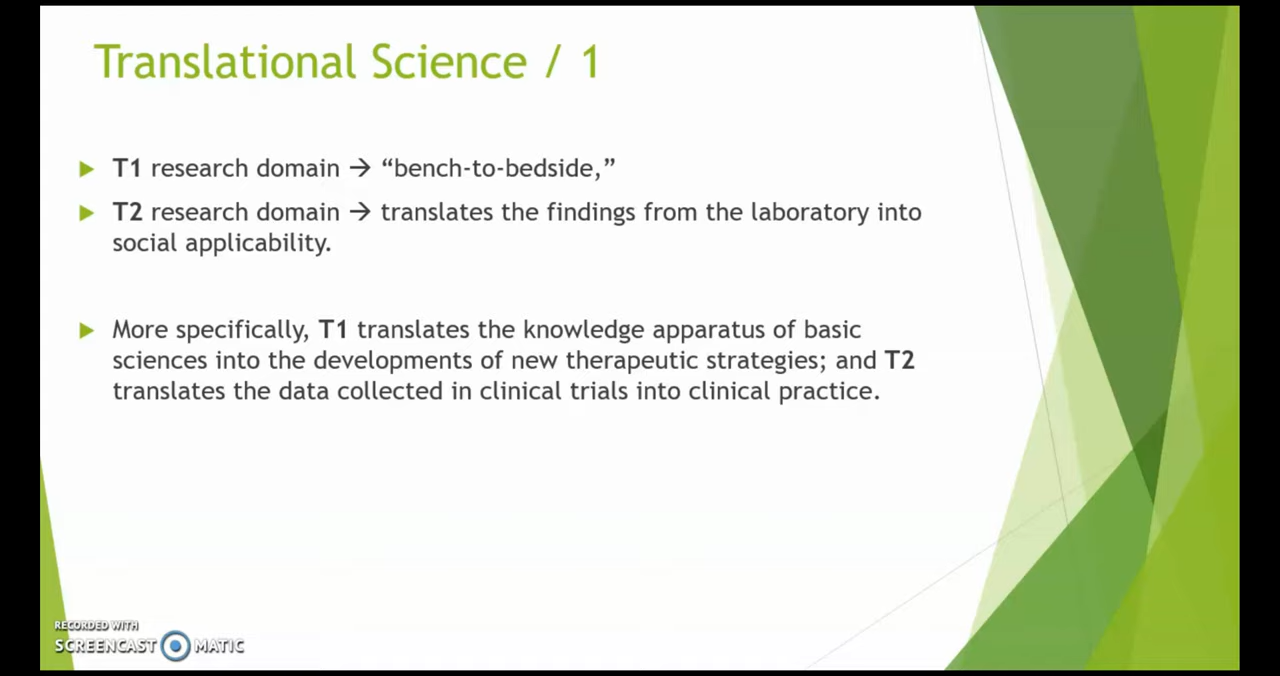 Translational Science / 1
T1 research domain → “bench-to-bedside,”
T2 research domain → translates the findings from the laboratory into
social applicability.
More specifically, T1 translates the knowledge apparatus of basic
sciences into the developments of new therapeutic strategies; and T2
translates the data collected in clinical trials into clinical practice.
RECORDED WITH
SCREENCAST MATIC